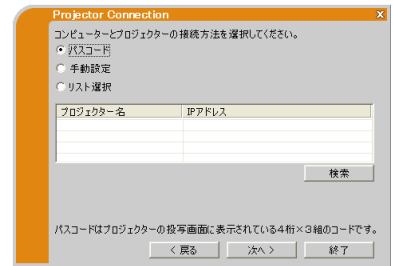 Projector Connection
コンピューターとプロジェクターの接続方法を選択してください。
パスコード
手動設定
リスト選択
プロジェクター名 IPアドレス
検索
パスコードはプロジェクターの投写画面に表示されている4桁×3組のコードです。
< 戻る 次へ > 終了